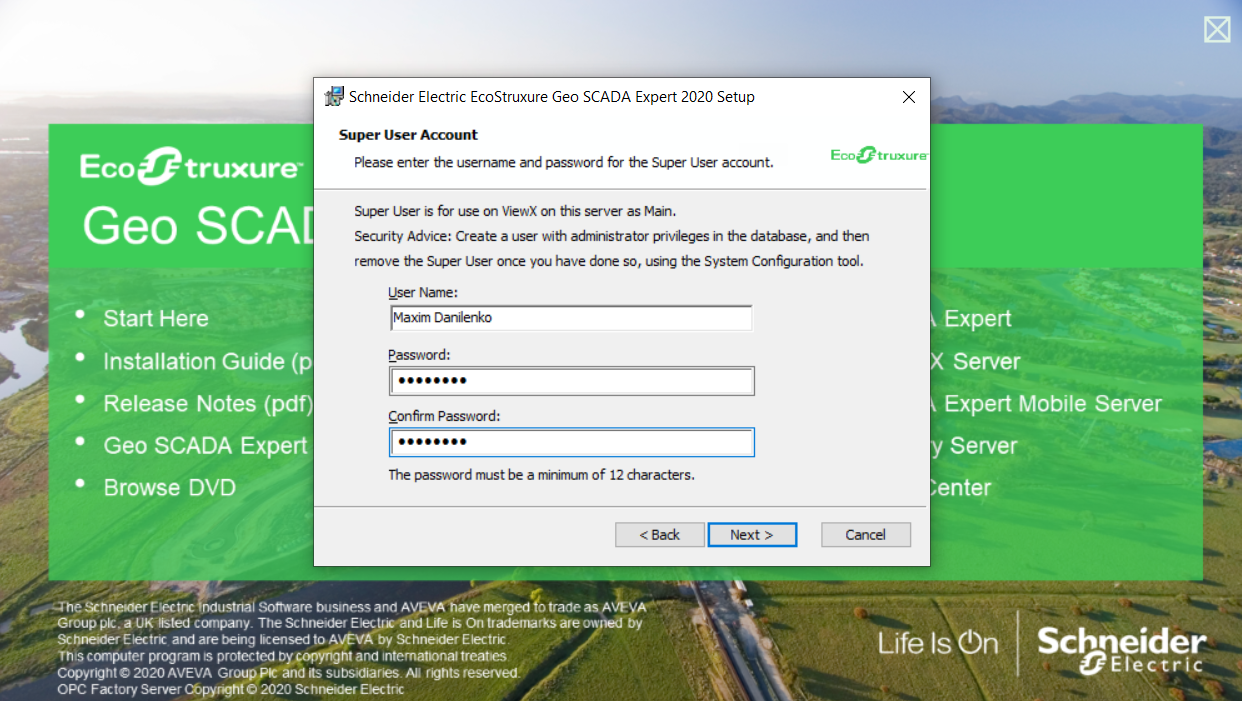 Schneider Electric EcoStruxure Geo SCADA Expert 2020 Setup
Super User Account
Please enter the username and password for the Super User account.
EcoStruxure
Super User is for use on ViewX on this server as Main.
Security Advice: Create a user with administrator privileges in the database, and then
remove the Super User once you have done so, using the System Configuration tool.
User Name:
Maxim Danilenko
Password:
••••••••
Confirm Password:
••••••••
The password must be a minimum of 12 characters.
< Back
Next >
Cancel
EcoStruxure™
Geo SCAD
• Start Here
• Installation Guide (p
• Release Notes (pdf)
• Geo SCADA Expert
• Browse DVD
Expert
X Server
Expert Mobile Server
y Server
Center
The Schneider Electric industrial Software business and AVEVA have merged to trade as AVEVA
Group plc, a UK listed company. The Schneider Electric and Life is On trademarks are owned by
Schneider Electric and are being licensed to AVEVA by Schneider Electric.
This computer program is protected by copyright and international treaties
Copyright © 2020 AVEVA Group Plc and its subsidiaries. All rights reserved.
OPC Factory Server Copyright © 2020 Schneider Electric
Life Is On
Schneider
Electric